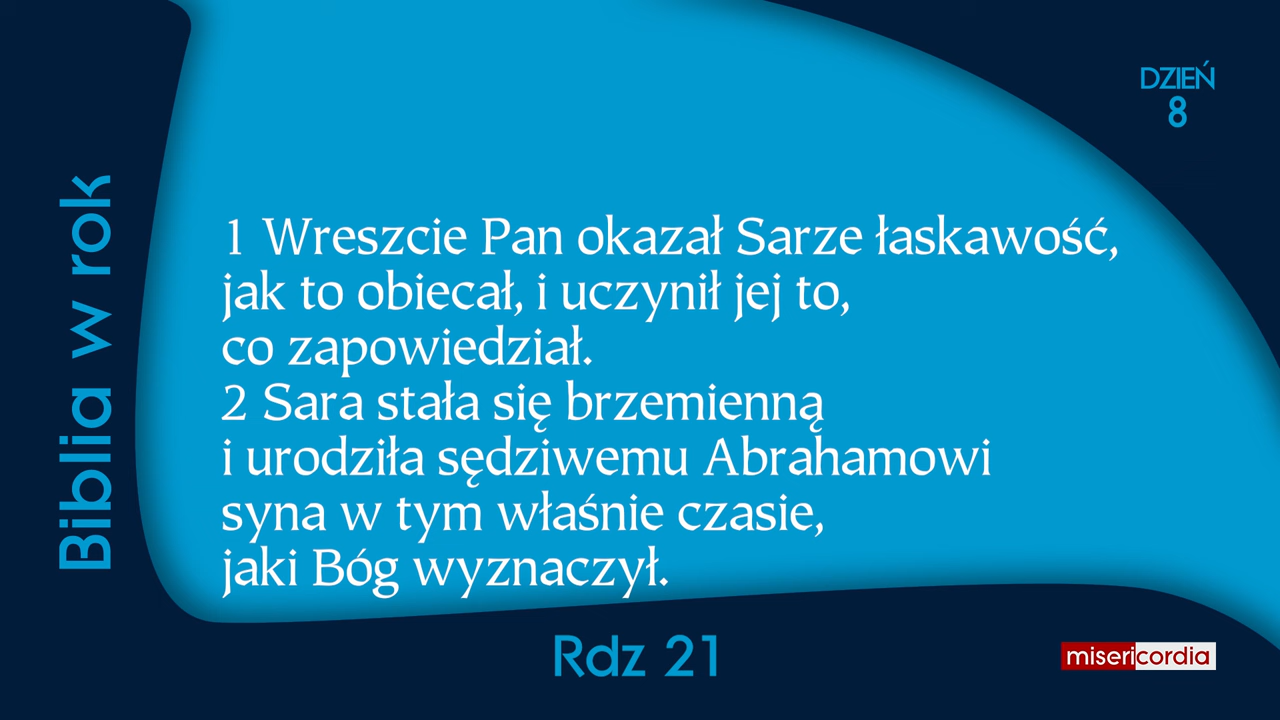 DZIEŃ
8
Biblia w rok
1 Wreszcie Pan okazał Sarze łaskawość,
jak to obiecał, i uczynił jej to,
co zapowiedział.
2 Sara stała się brzemienną
i urodziła sędziwemu Abrahamowi
syna w tym właśnie czasie,
jaki Bóg wyznaczył.
Rdz 21
misericordia